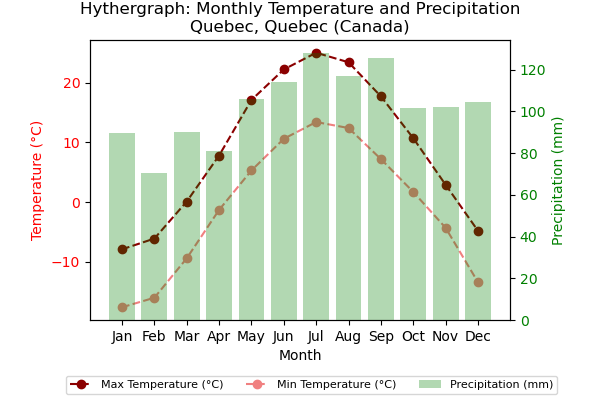 Hythergraph: Monthly Temperature and Precipitation
Quebec, Quebec (Canada)
Temperature (°C)
20
10
0
−10
120
100
80
60
40
20
0
Precipitation (mm)
Jan Feb Mar Apr May Jun Jul Aug Sep Oct Nov Dec
Month
Max Temperature (°C) Min Temperature (°C) Precipitation (mm)